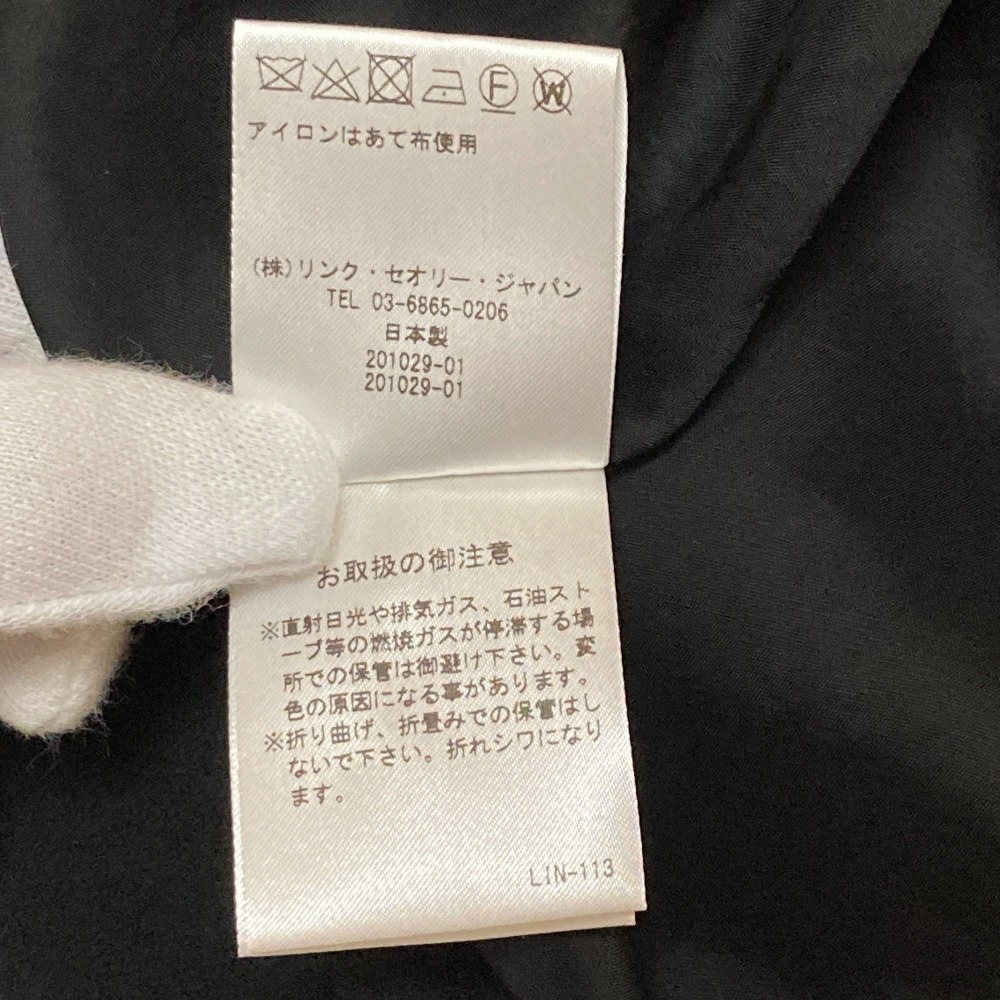 F W
アイロンはあて布使用
(株)リンク・セオリー・ジャパン
TEL 03-6865-0206
日本製
201029-01
201029-01
お取扱の御注意
※直射日光や排気ガス、石油スト
ーブ等の燃焼ガスが停滞する場
所での保管は御避け下さい。変
色の原因になる事があります。
※折り曲げ、折畳みでの保管はし
ないで下さい。折れシワになり
ます。
LIN-113